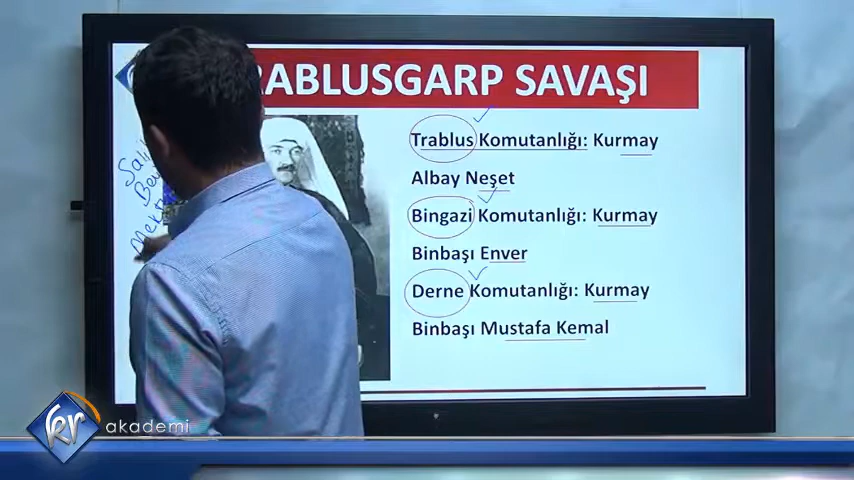 RABLUSGARP SAVAŞI
Trablus Komutanlığı: Kurmay
Albay Neşet
Bingazi Komutanlığı: Kurmay
Binbaşı Enver
Derne Komutanlığı: Kurmay
Binbaşı Mustafa Kemal
kr akademi